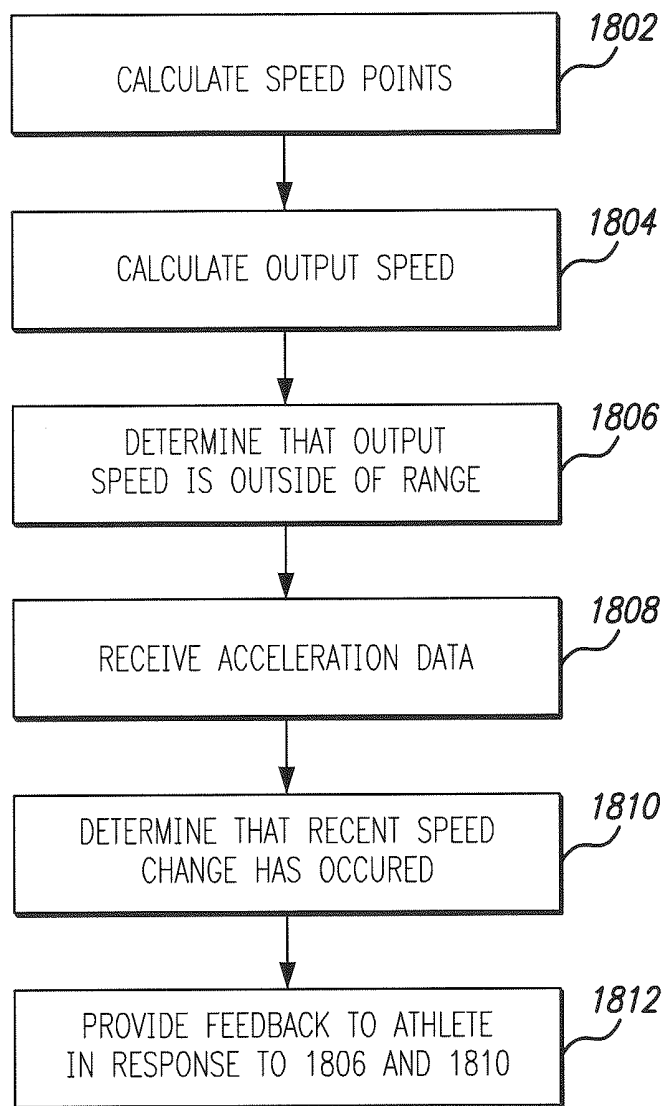 1802
CALCULATE SPEED POINTS
1804
CALCULATE OUTPUT SPEED
1806
DETERMINE THAT OUTPUT
SPEED IS OUTSIDE OF RANGE
1808
RECEIVE ACCELERATION DATA
1810
DETERMINE THAT RECENT SPEED
CHANGE HAS OCCURED
1812
PROVIDE FEEDBACK TO ATHLETE
IN RESPONSE TO 1806 AND 1810